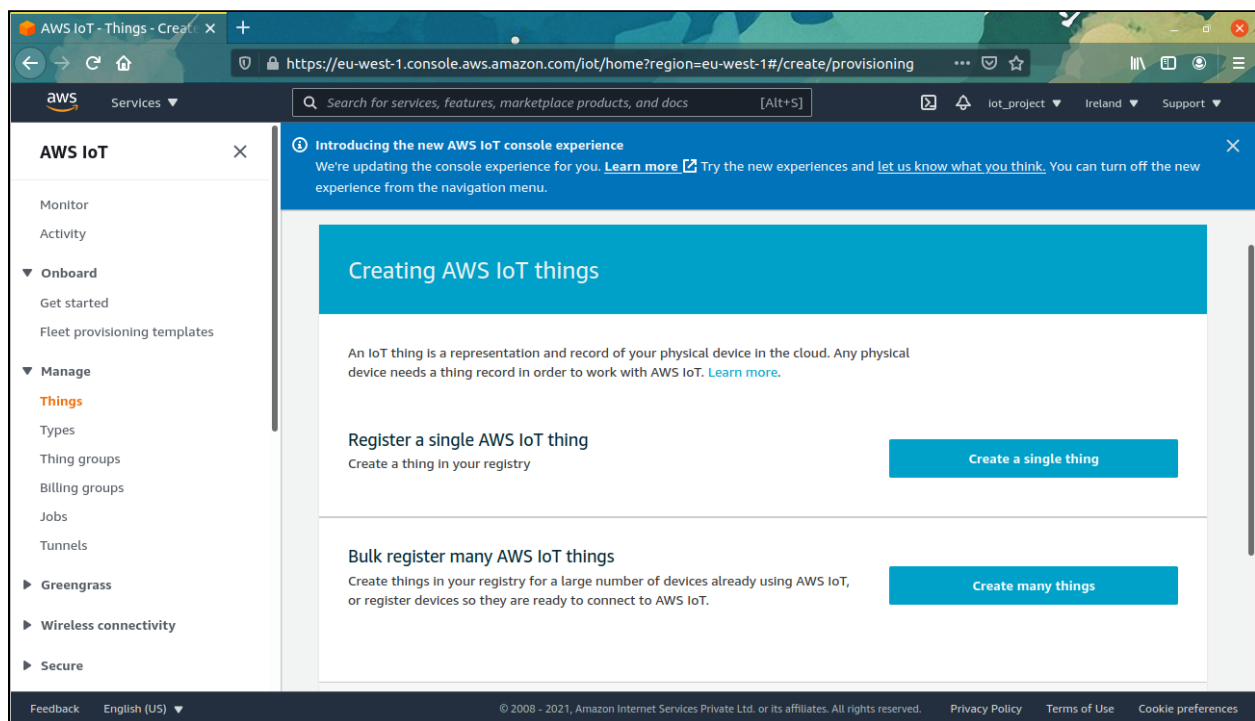 AWS IoT - Things - Create
https://eu-west-1.console.aws.amazon.com/iot/home?region=eu-west-1#/create/provisioning
aws
Services ▼
Search for services, features, marketplace products, and docs
[Alt+S]
iot_project ▼
Ireland ▼
Support ▼
AWS IoT
Monitor
Activity
Onboard
Get started
Fleet provisioning templates
Manage
Things
Types
Thing groups
Billing groups
Jobs
Tunnels
Greengrass
Wireless connectivity
Secure
Introducing the new AWS IoT console experience
We're updating the console experience for you. Learn more Try the new experiences and let us know what you think. You can turn off the new
experience from the navigation menu.
Creating AWS IoT things
An IoT thing is a representation and record of your physical device in the cloud. Any physical
device needs a thing record in order to work with AWS IoT. Learn more.
Register a single AWS IoT thing
Create a thing in your registry
Create a single thing
Bulk register many AWS IoT things
Create things in your registry for a large number of devices already using AWS IoT,
or register devices so they are ready to connect to AWS IoT.
Create many things
Feedback
English (US) ▼
© 2008 - 2021, Amazon Internet Services Private Ltd. or its affiliates. All rights reserved.
Privacy Policy
Terms of Use
Cookie preferences